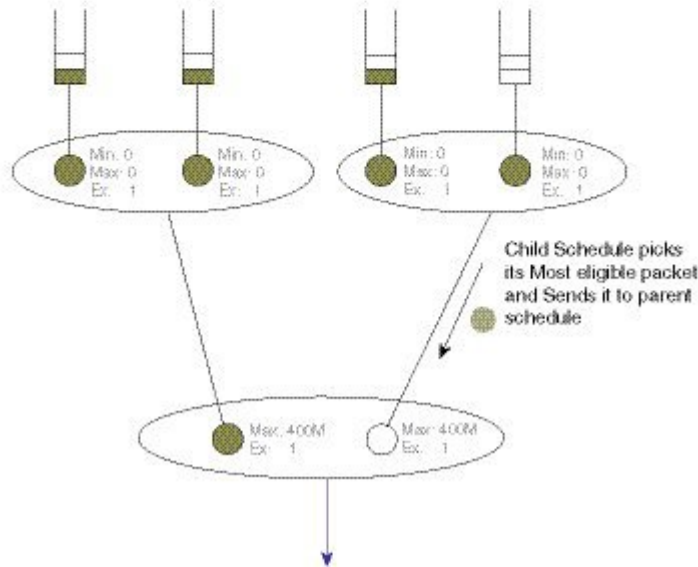 Min: 0
Max: 0
Ex: 1
Min: 0
Max: 0
Ex: 1
Min: 0
Max: 0
Ex: 1
Min: 0
Max: 0
Ex: 1
Child Schedule picks
its Most eligible packet
and Sends it to parent
schedule
Max: 400M
Ex: 1
Max: 400M
Ex: 1